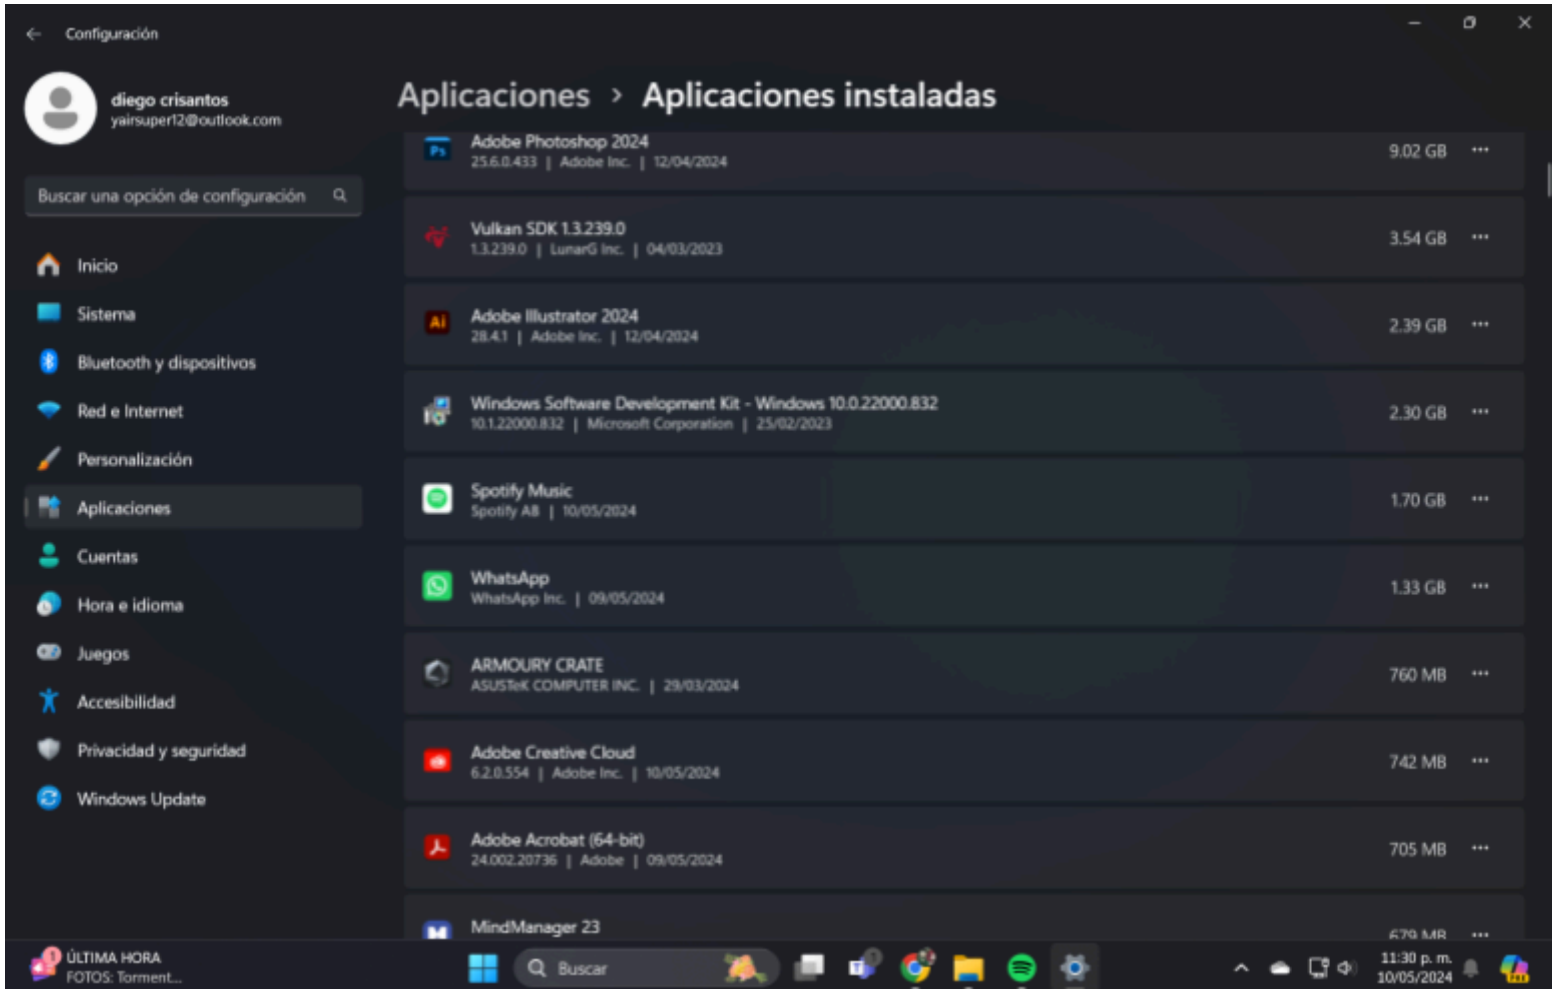 Configuración
diego crisantos
yairsuper12@outlook.com
Buscar una opción de configuración
Inicio
Sistema
Bluetooth y dispositivos
Red e Internet
Personalización
Aplicaciones
Cuentas
Hora e idioma
Juegos
Accesibilidad
Privacidad y seguridad
Windows Update
Aplicaciones > Aplicaciones instaladas
Ps
Adobe Photoshop 2024
25.6.0.433 | Adobe Inc. | 12/04/2024
9.02 GB
Vulkan SDK 1.3.239.0
1.3.239.0 | LunarG Inc. | 04/03/2023
3.54 GB
Ai
Adobe Illustrator 2024
28.4.1 | Adobe Inc. | 12/04/2024
2.39 GB
Windows Software Development Kit - Windows 10.0.22000.832
10.1.22000.832 | Microsoft Corporation | 25/02/2023
2.30 GB
Spotify Music
Spotify AB | 10/05/2024
1.70 GB
WhatsApp
WhatsApp Inc. | 09/05/2024
1.33 GB
ARMOURY CRATE
ASUSTeK COMPUTER INC. | 29/03/2024
760 MB
Adobe Creative Cloud
6.2.0.554 | Adobe Inc. | 10/05/2024
742 MB
Adobe Acrobat (64-bit)
24.002.20736 | Adobe | 09/05/2024
705 MB
MindManager 23
679 MB
1
ÚLTIMA HORA
FOTOS: Torment...
Buscar
11:30 p. m.
10/05/2024